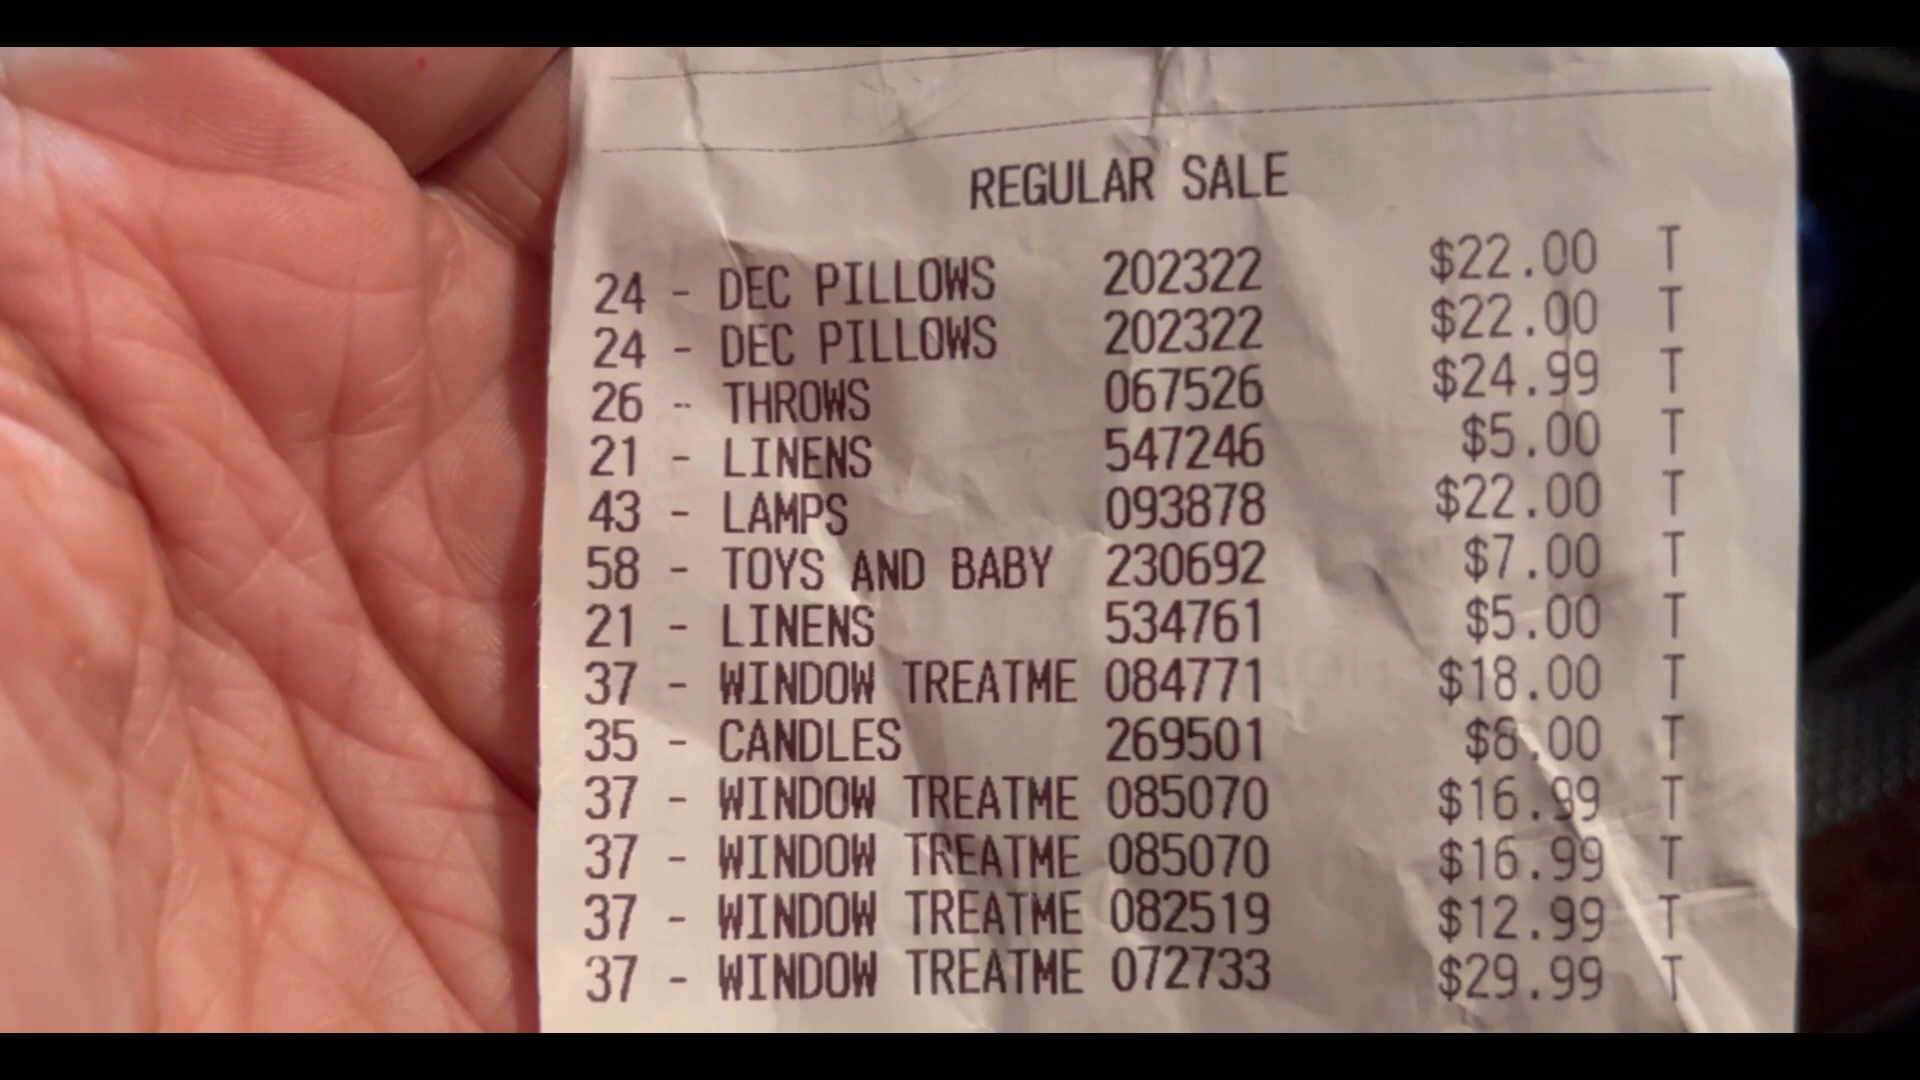 REGULAR SALE
24 - DEC PILLOWS 202322 $22.00 T
24 - DEC PILLOWS 202322 $22.00 T
26 - THROWS 067526 $24.99 T
21 - LINENS 547246 $5.00 T
43 - LAMPS 093878 $22.00 T
58 - TOYS AND BABY 230692 $7.00 T
21 - LINENS 534761 $5.00 T
37 - WINDOW TREATME 084771 $18.00 T
35 - CANDLES 269501 T
37 - WINDOW TREATME 085070 $16.99 T
37 - WINDOW TREATME 085070 $16.99 T
37 - WINDOW TREATME 082519 $12.99 T
37 - WINDOW TREATME 072733 $29.99 T